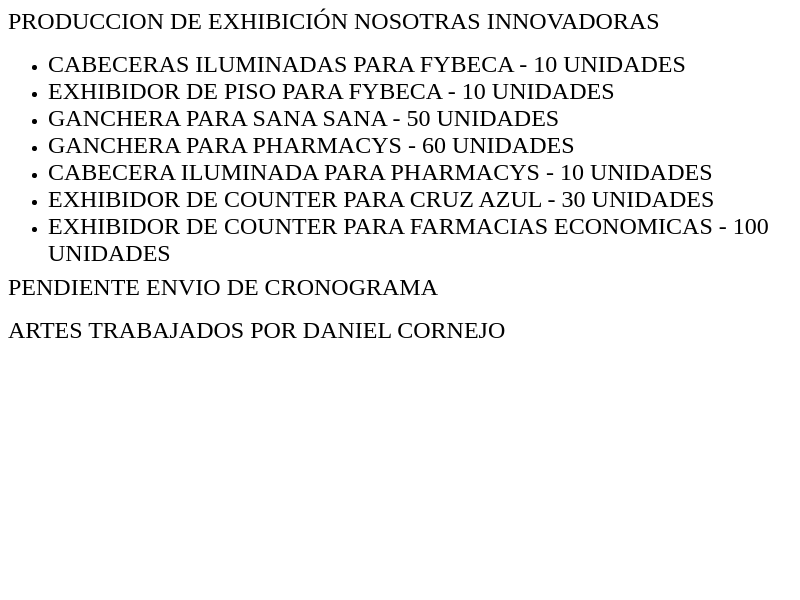 PRODUCCION DE EXHIBICIÓN NOSOTRAS INNOVADORAS
• CABECERAS ILUMINADAS PARA FYBECA - 10 UNIDADES
• EXHIBIDOR DE PISO PARA FYBECA - 10 UNIDADES
• GANCHERA PARA SANA SANA - 50 UNIDADES
• GANCHERA PARA PHARMACYS - 60 UNIDADES
• CABECERA ILUMINADA PARA PHARMACYS - 10 UNIDADES
• EXHIBIDOR DE COUNTER PARA CRUZ AZUL - 30 UNIDADES
• EXHIBIDOR DE COUNTER PARA FARMACIAS ECONOMICAS - 100
UNIDADES
PENDIENTE ENVIO DE CRONOGRAMA
ARTES TRABAJADOS POR DANIEL CORNEJO